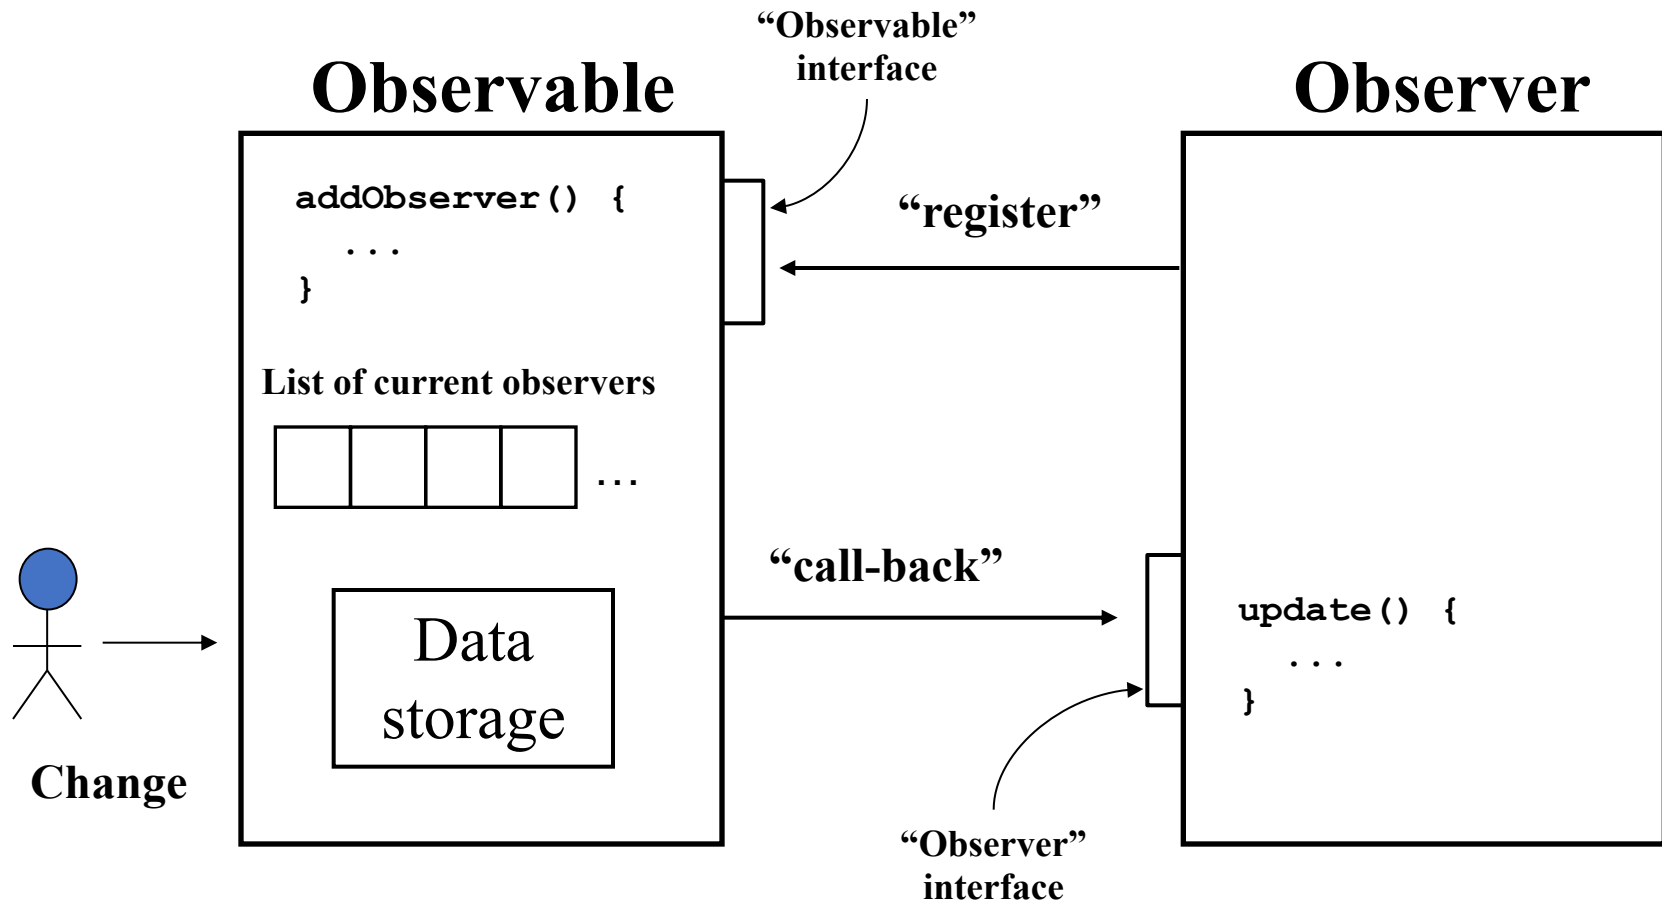 “Observable”
interface
Observable
Observer
addObserver() {
...
}
“register”
List of current observers
...
“call-back”
Data
storage
update() {
...
}
Change
“Observer”
interface